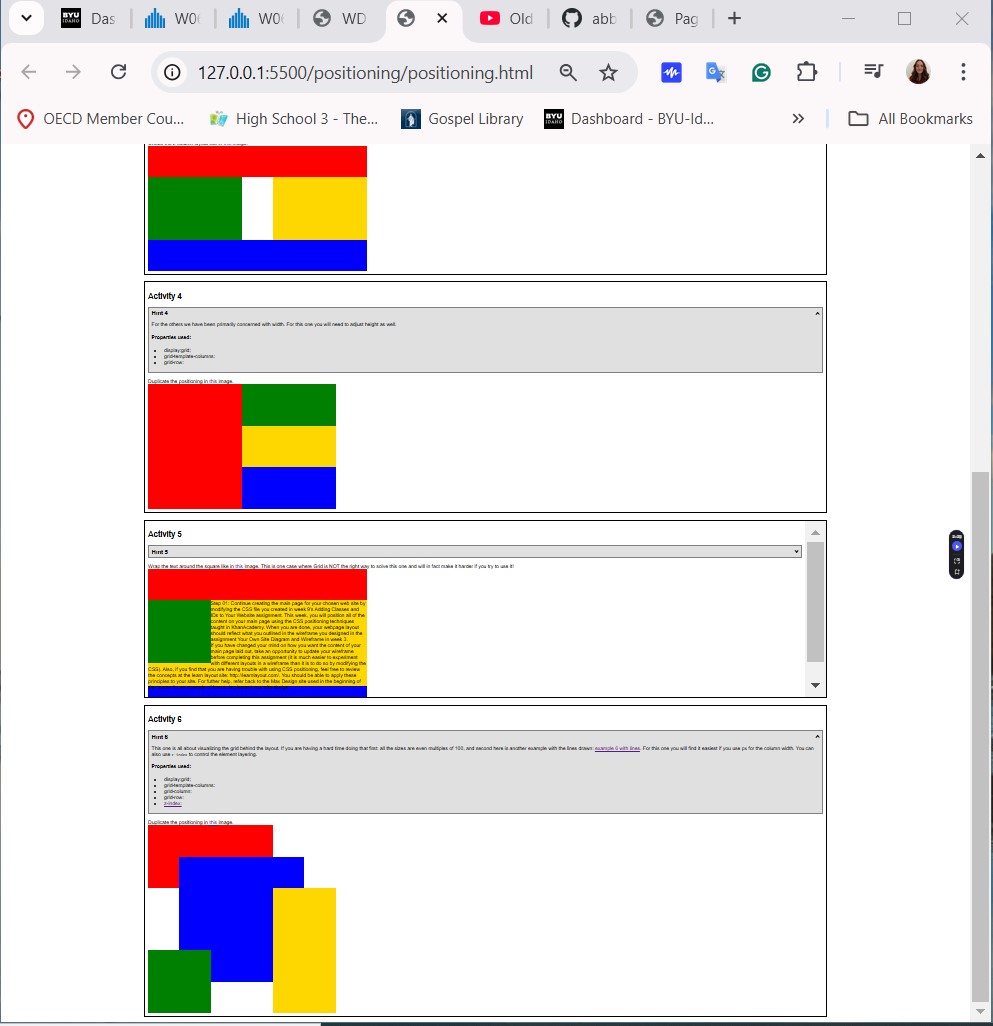 BYU
IDAHO
Das
W0
W0
WD
Old
abb
Pag
127.0.0.1:5500/positioning/positioning.html
OECD Member Cou...
High School 3 - The...
Gospel Library
BYU
IDAHO
Dashboard - BYU-Id...
All Bookmarks
Activity 4
Hint 4
For the others we have been primarily concerned with width. For this one you will need to adjust height as well.
Properties used:
display:grid;
grid-template-columns:
grid-row:
Duplicate the positioning in this image.
Activity 5
Hint 5
Wrap the text around the square like in this image. This is one case where Grid is NOT the right way to solve this one and will in fact make it harder if you try to use it!
Step 01: Continue creating the main page for your chosen web site by
modifying the CSS file you created in week 9's Adding Classes and
IDs to Your Website assignment. This week, you will position all of the
content on your main page using the CSS positioning techniques
taught in KhanAcademy. When you are done, your webpage layout
should reflect what you outlined in the wireframe you designed in the
assignment Your Own Site Diagram and Wireframe in week 3.
If you have changed your mind on how you want the content of your
main page laid out, take an opportunity to update your wireframe
before completing this assignment (it is much easier to experiment
with different layouts in a wireframe than it is to do so by modifying the
CSS). Also, if you find that you are having trouble with using CSS positioning, feel free to review
the concepts at the learn layout site: http://learnlayout.com/. You should be able to apply these
principles to your site. For futher help, refer back to the Mac Design site used in the beginning of
Activity 6
Hint 6
This one is all about visualizing the grid behind the layout. If you are having a hard time doing that first: all the sizes are even multiples of 100, and second here is another example with the lines drawn: example 6 with lines. For this one you will find it easiest if you use px for the column width. You can
also use z-index to control the element layering.
Properties used:
display:grid;
grid-template-columns:
grid-column:
grid-row:
z-index:
Duplicate the positioning in this image.